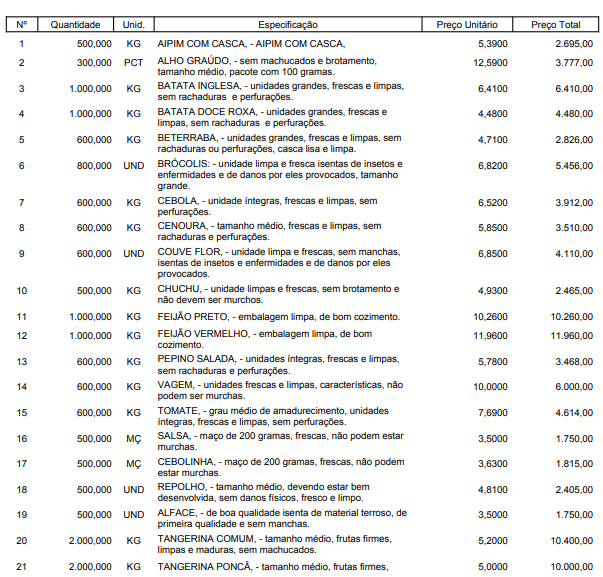 Nº Quantidade Unid. Especificação Preço Unitário Preço Total
1 500,000 KG AIPIM COM CASCA, - AIPIM COM CASCA, 5,3900 2.695,00
2 300,000 PCT ALHO GRAÚDO, - sem machucados e brotamento, 12,5900 3.777,00
tamanho médio, pacote com 100 gramas.
3 1.000,000 KG BATATA INGLESA, - unidades grandes, frescas e limpas, 6,4100 6.410,00
sem rachaduras e perfurações.
4 1.000,000 KG BATATA DOCE ROXA, - unidades grandes, frescas e 4,4800 4.480,00
limpas, sem rachaduras e perfurações.
5 600,000 KG BETERRABA, - unidades grandes, frescas e limpas, sem 4,7100 2.826,00
rachaduras ou perfurações, casca lisa e limpa.
6 800,000 UND BRÓCOLIS: - unidade limpa e fresca isentas de insetos e 6,8200 5.456,00
enfermidades e de danos por eles provocados, tamanho
grande.
7 600,000 KG CEBOLA, - unidade íntegras, frescas e limpas, sem 6,5200 3.912,00
perfurações.
8 600,000 KG CENOURA, - tamanho médio, frescas e limpas, sem 5,8500 3.510,00
rachaduras e perfurações.
9 600,000 UND COUVE FLOR, - unidade limpa e frescas, sem manchas, 6,8500 4.110,00
isentas de insetos e enfermidades e de danos por eles
provocados.
10 500,000 KG CHUCHU, - unidade limpas e frescas, sem brotamento e 4,9300 2.465,00
não devem ser murchos.
11 1.000,000 KG FEIJÃO PRETO, - embalagem limpa, de bom cozimento. 10,2600 10.260,00
12 1.000,000 KG FEIJÃO VERMELHO, - embalagem limpa, de bom 11,9600 11.960,00
cozimento.
13 600,000 KG PEPINO SALADA, - unidades íntegras, frescas e limpas, 5,7800 3.468,00
sem rachaduras e perfurações.
14 600,000 KG VAGEM, - unidades frescas e limpas, características, não 10,0000 6.000,00
podem ser murchas.
15 600,000 KG TOMATE, - grau médio de amadurecimento, unidades 7,6900 4.614,00
íntegras, frescas e limpas, sem perfurações.
16 500,000 MÇ SALSA, - maço de 200 gramas, frescas, não podem estar 3,5000 1.750,00
murchas.
17 500,000 MÇ CEBOLINHA, - maço de 200 gramas, frescas, não podem 3,6300 1.815,00
estar murchas.
18 500,000 UND REPOLHO, - tamanho médio, devendo estar bem 4,8100 2.405,00
desenvolvida, sem danos físicos, fresco e limpo.
19 500,000 UND ALFACE, - de boa qualidade isenta de material terroso, de 3,5000 1.750,00
primeira qualidade e sem manchas.
20 2.000,000 KG TANGERINA COMUM, - tamanho médio, frutas firmes, 5,2000 10.400,00
limpas e maduras, sem machucados.
21 2.000,000 KG TANGERINA PONCÃ, - tamanho médio, frutas firmes, 5,0000 10.000,00